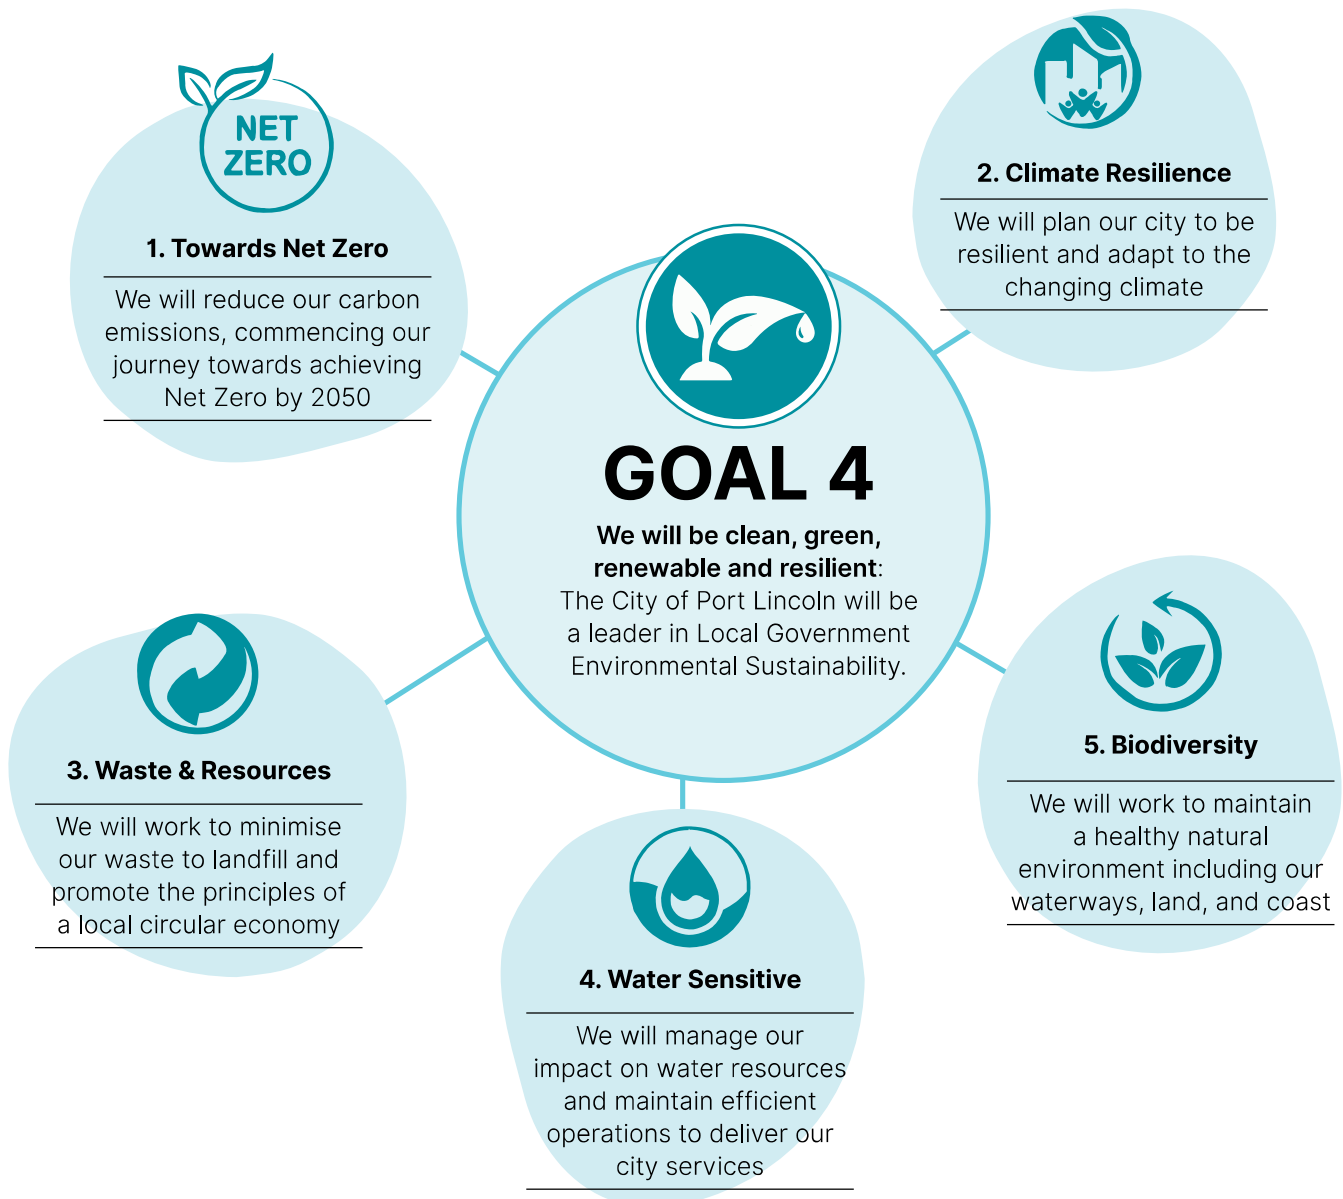 NET
ZERO
1. Towards Net Zero
We will reduce our carbon
emissions, commencing our
journey towards achieving
Net Zero by 2050
2. Climate Resilience
We will plan our city to be
resilient and adapt to the
changing climate
GOAL 4
We will be clean, green,
renewable and resilient:
The City of Port Lincoln will be
a leader in Local Government
Environmental Sustainability.
3. Waste & Resources
We will work to minimise
our waste to landfill and
promote the principles of
a local circular economy
4. Water Sensitive
We will manage our
impact on water resources
and maintain efficient
operations to deliver our
city services
5. Biodiversity
We will work to maintain
a healthy natural
environment including our
waterways, land, and coast